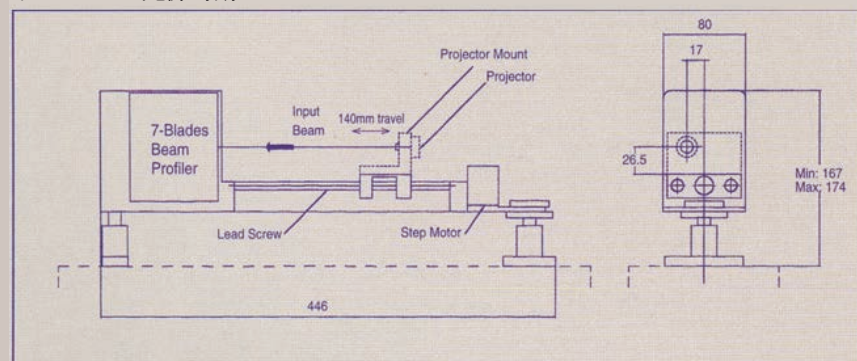 80
17
Projector Mount
Projector
Input
Beam
140mm travel
7-Blades
Beam
Profiler
26.5
Min: 167
Max: 174
Lead Screw
Step Motor
446